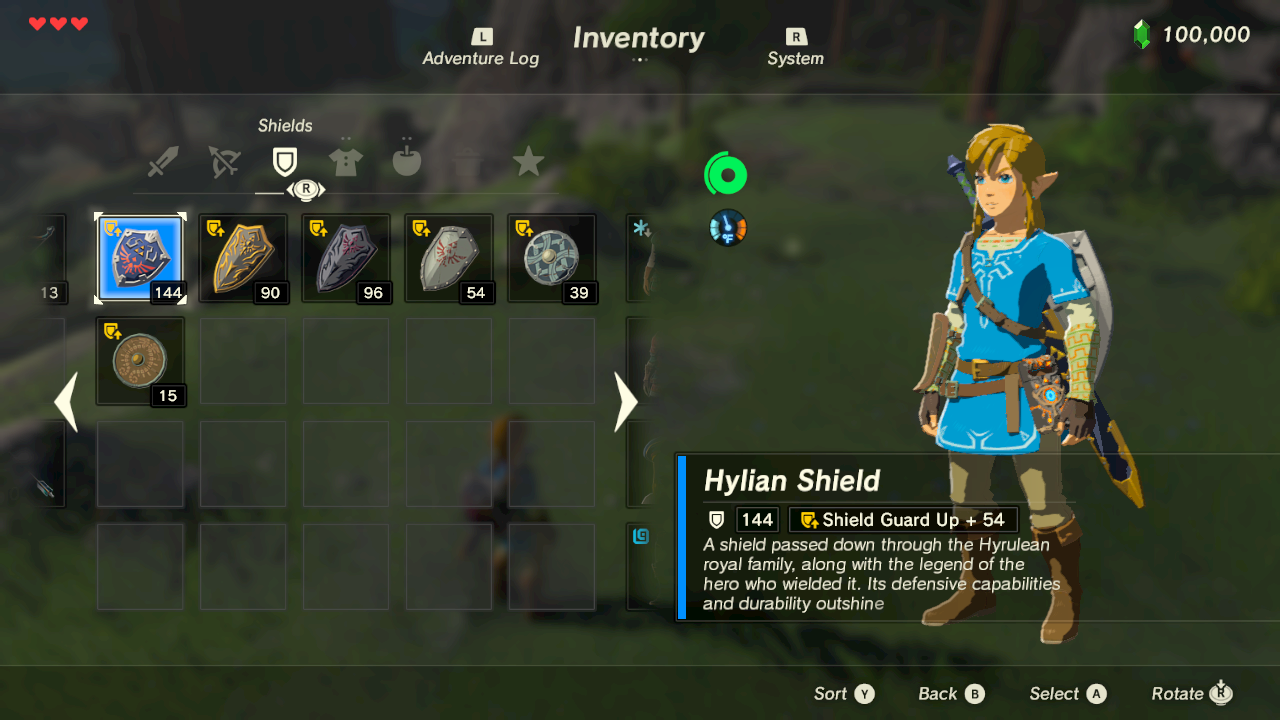 L
Inventory
R
100,000
Adventure Log
System
Shields
R
13
144
90
96
54
39
15
°F
Hylian Shield
144
Shield Guard Up + 54
A shield passed down through the Hyrulean
royal family, along with the legend of the
hero who wielded it. Its defensive capabilities
and durability outshine
Sort Y
Back B
Select A
Rotate R